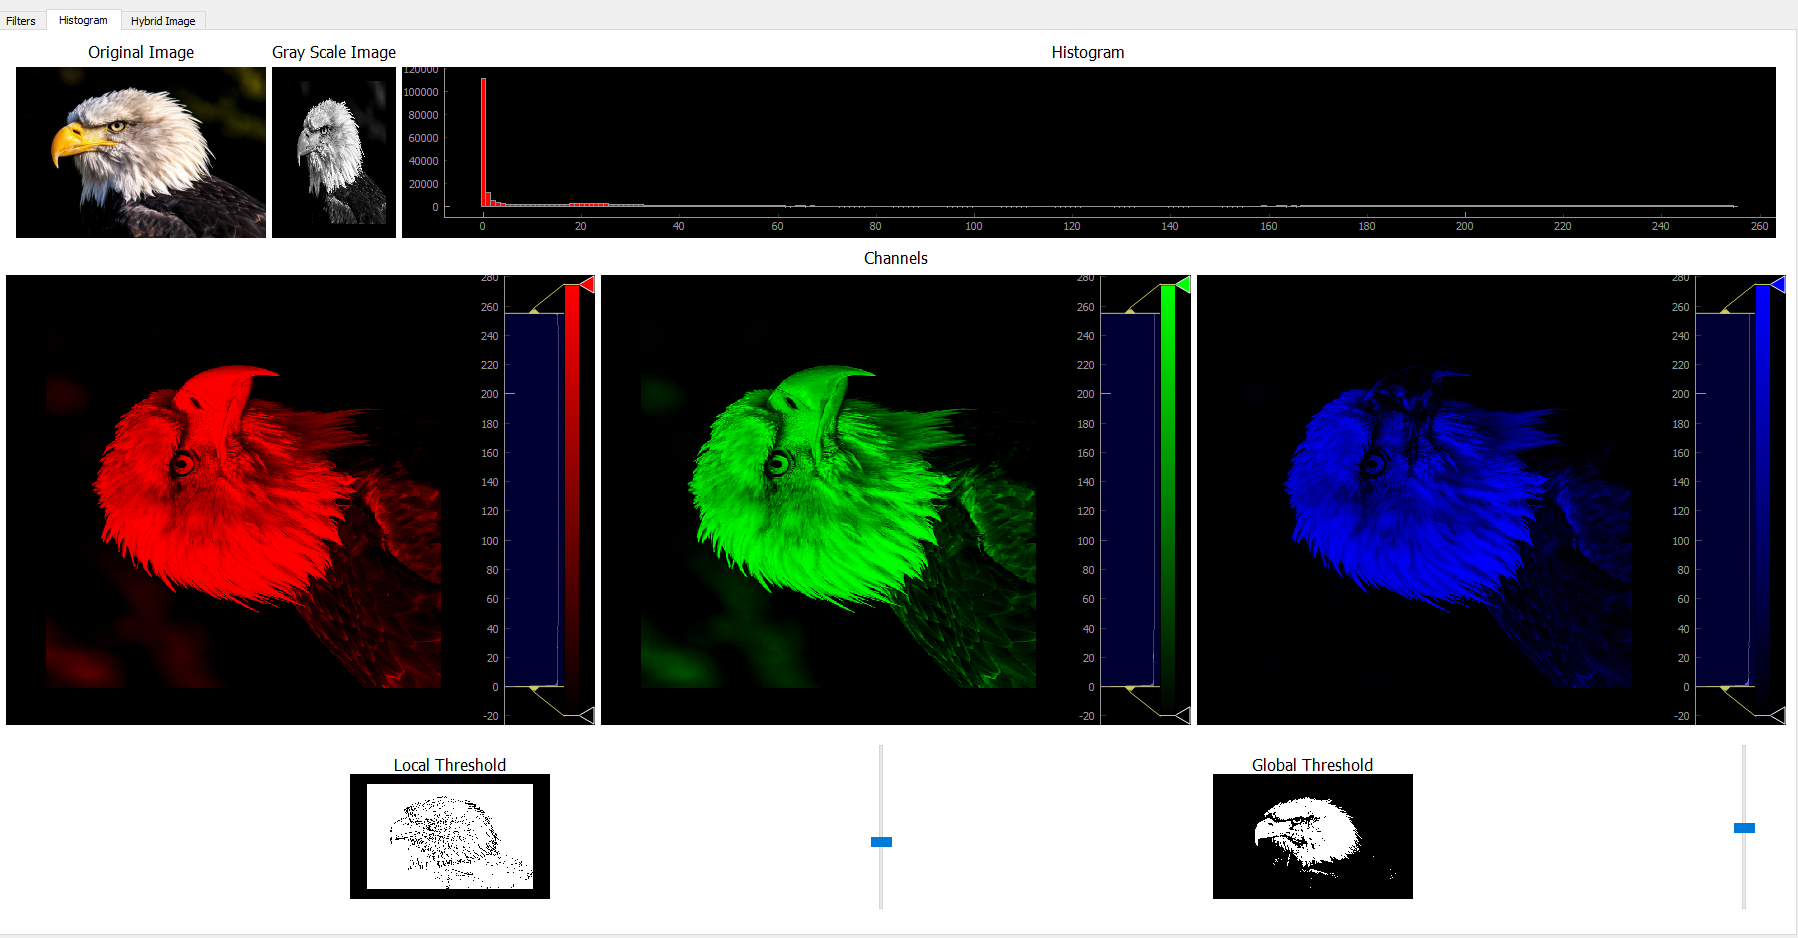 Filters Histogram Hybrid Image
Original Image Gray Scale Image Histogram
120000
100000
80000
60000
40000
20000
0
0 20 40 60 80 100 120 140 160 180 200 220 240 260
Channels
280 280 280
260 260 260
240 240 240
220 220 220
200 200 200
180 180 180
160 160 160
140 140 140
120 120 120
100 100 100
80 80 80
60 60 60
40 40 40
20 20 20
0 0 0
-20 -20 -20
Local Threshold Global Threshold